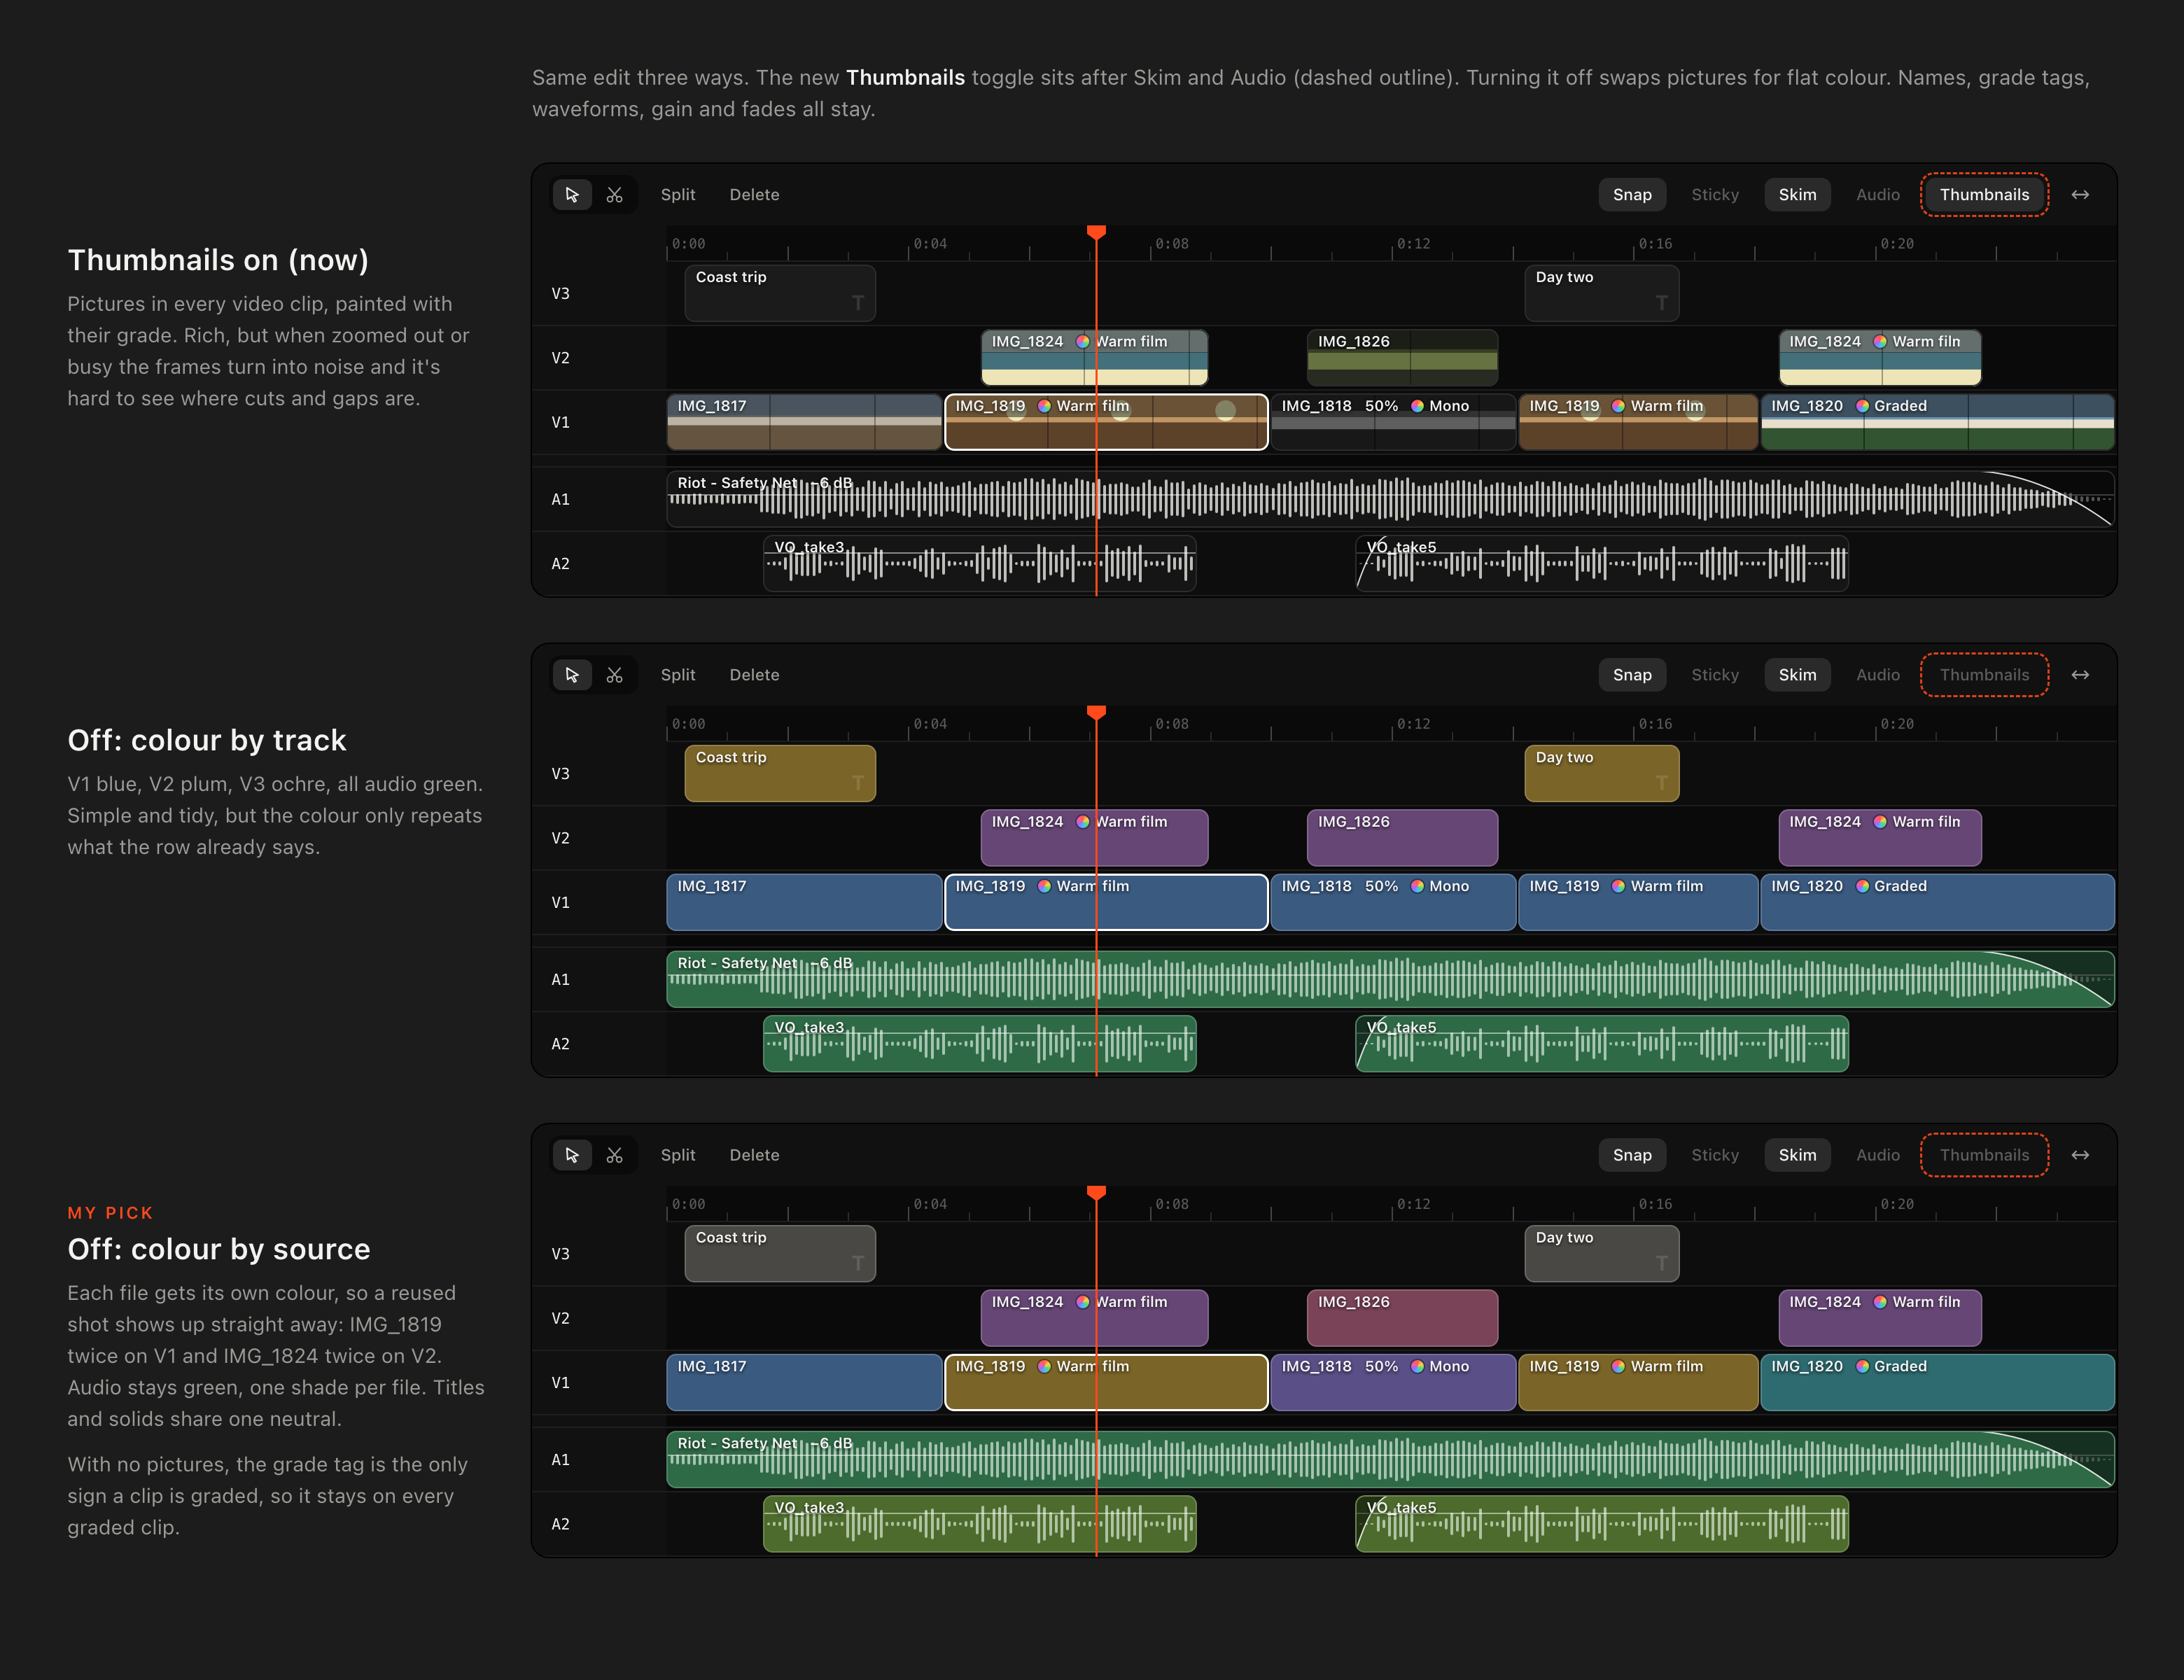 Same edit three ways. The new Thumbnails toggle sits after Skim and Audio (dashed outline). Turning it off swaps pictures for flat colour. Names, grade tags,
waveforms, gain and fades all stay.
Thumbnails on (now)
Pictures in every video clip, painted with
their grade. Rich, but when zoomed out or
busy the frames turn into noise and it's
hard to see where cuts and gaps are.
Split Delete Snap Sticky Skim Audio Thumbnails
0:00 0:04 0:08 0:12 0:16 0:20
V3 Coast trip T Day two T
V2 IMG_1824 Warm film IMG_1826 IMG_1824 Warm filn
V1 IMG_1817 IMG_1819 Warm film IMG_1818 50% Mono IMG_1819 Warm film IMG_1820 Graded
A1 Riot - Safety Net −6 dB
A2 VO_take3 VO_take5
Off: colour by track
V1 blue, V2 plum, V3 ochre, all audio green.
Simple and tidy, but the colour only repeats
what the row already says.
Split Delete Snap Sticky Skim Audio Thumbnails
0:00 0:04 0:08 0:12 0:16 0:20
V3 Coast trip T Day two T
V2 IMG_1824 Warm film IMG_1826 IMG_1824 Warm filn
V1 IMG_1817 IMG_1819 Warm film IMG_1818 50% Mono IMG_1819 Warm film IMG_1820 Graded
A1 Riot - Safety Net −6 dB
A2 VO_take3 VO_take5
MY PICK
Off: colour by source
Each file gets its own colour, so a reused
shot shows up straight away: IMG_1819
twice on V1 and IMG_1824 twice on V2.
Audio stays green, one shade per file. Titles
and solids share one neutral.
With no pictures, the grade tag is the only
sign a clip is graded, so it stays on every
graded clip.
Split Delete Snap Sticky Skim Audio Thumbnails
0:00 0:04 0:08 0:12 0:16 0:20
V3 Coast trip T Day two T
V2 IMG_1824 Warm film IMG_1826 IMG_1824 Warm filn
V1 IMG_1817 IMG_1819 Warm film IMG_1818 50% Mono IMG_1819 Warm film IMG_1820 Graded
A1 Riot - Safety Net −6 dB
A2 VO_take3 VO_take5